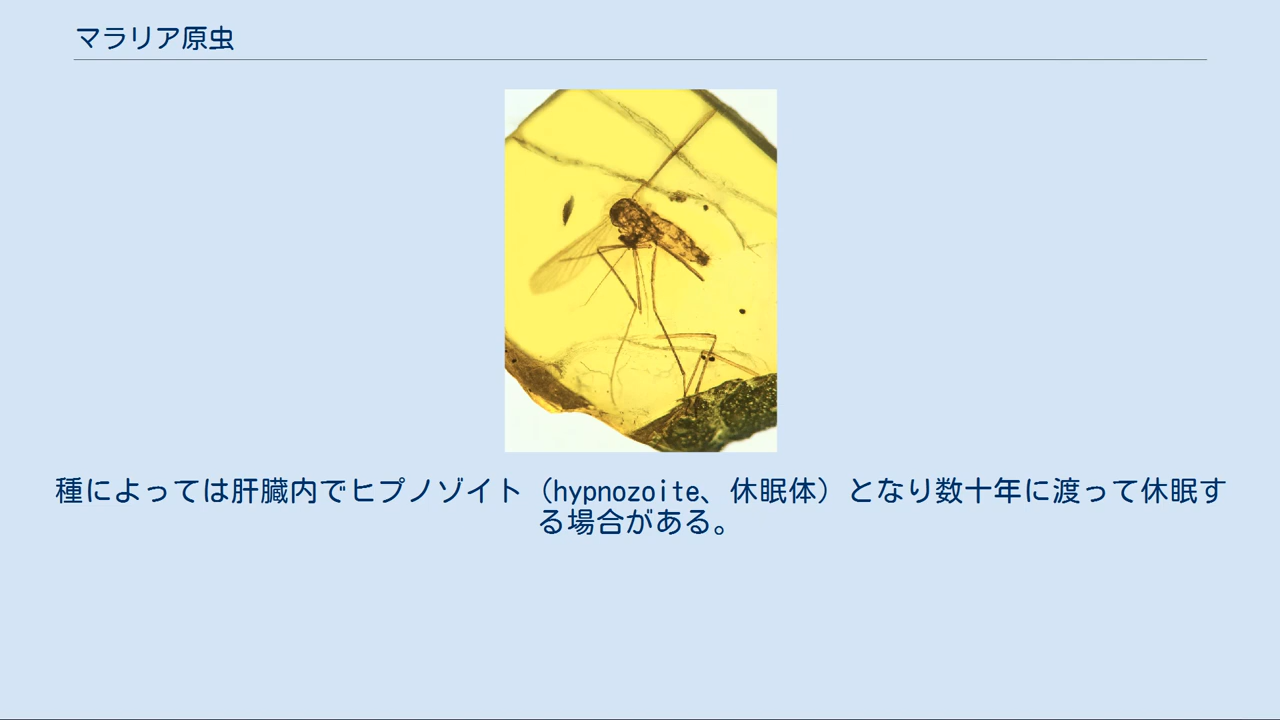 マラリア原虫
種によっては肝臓内でヒプノゾイト（hypnozoite、休眠体）となり数十年に渡って休眠す
る場合がある。